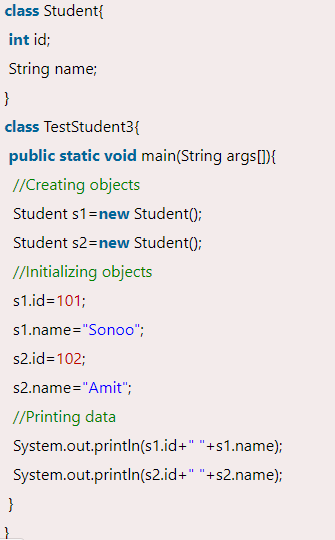 class Student{
int id;
String name;
}
class TestStudent3{
public static void main(String args[]){
//Creating objects
Student s1=new Student();
Student s2=new Student();
//Initializing objects
s1.id=101;
s1.name="Sonoo";
s2.id=102;
s2.name="Amit";
//Printing data
System.out.println(s1.id+" "+s1.name);
System.out.println(s2.id+" "+s2.name);
}
}